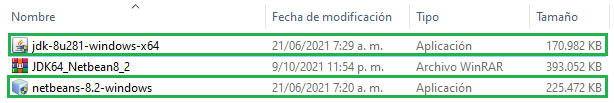 Nombre Fecha de modificación Tipo Tamaño
jdk-8u281-windows-x64 21/06/2021 7:29 a. m. Aplicación 170.982 KB
JDK64_Netbean8_2 9/10/2021 11:54 p. m. Archivo WinRAR 393.052 KB
netbeans-8.2-windows 21/06/2021 7:20 a. m. Aplicación 225.472 KB